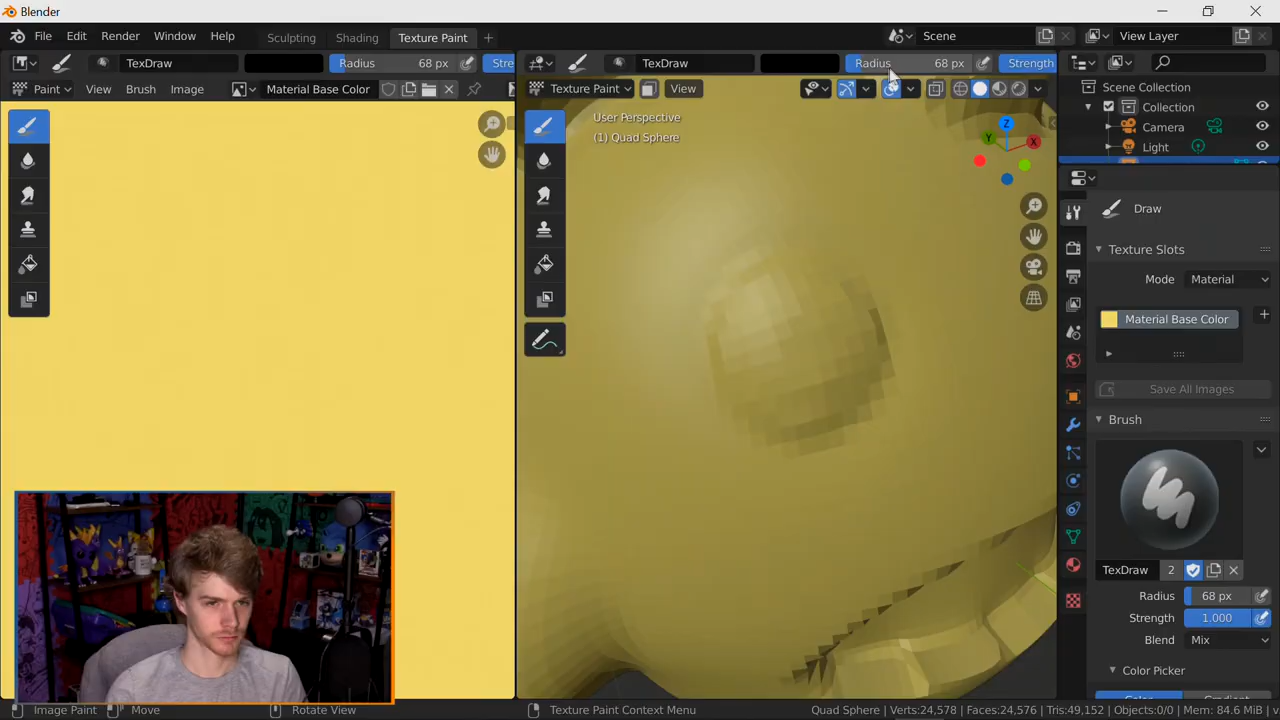 Blender
File Edit Render Window Help Sculpting Shading Texture Paint + Scene View Layer
TexDraw Radius 68 px Stre
TexDraw Radius 68 px Strength
Paint View Brush Image Material Base Color
Texture Paint View
User Perspective
(1) Quad Sphere
Z
Y
X
Scene Collection
Collection
Camera
Light
Draw
Texture Slots
Mode Material
Material Base Color
Save All Images
Brush
TexDraw 2
Radius 68 px
Strength 1.000
Blend Mix
Color Picker
Color Gradient
Image Paint Move Rotate View Texture Paint Context Menu Quad Sphere Verts:24,578 | Faces:24,576 | Tris:49,152 | Objects:0/0 | Mem: 84.6 MiB | v